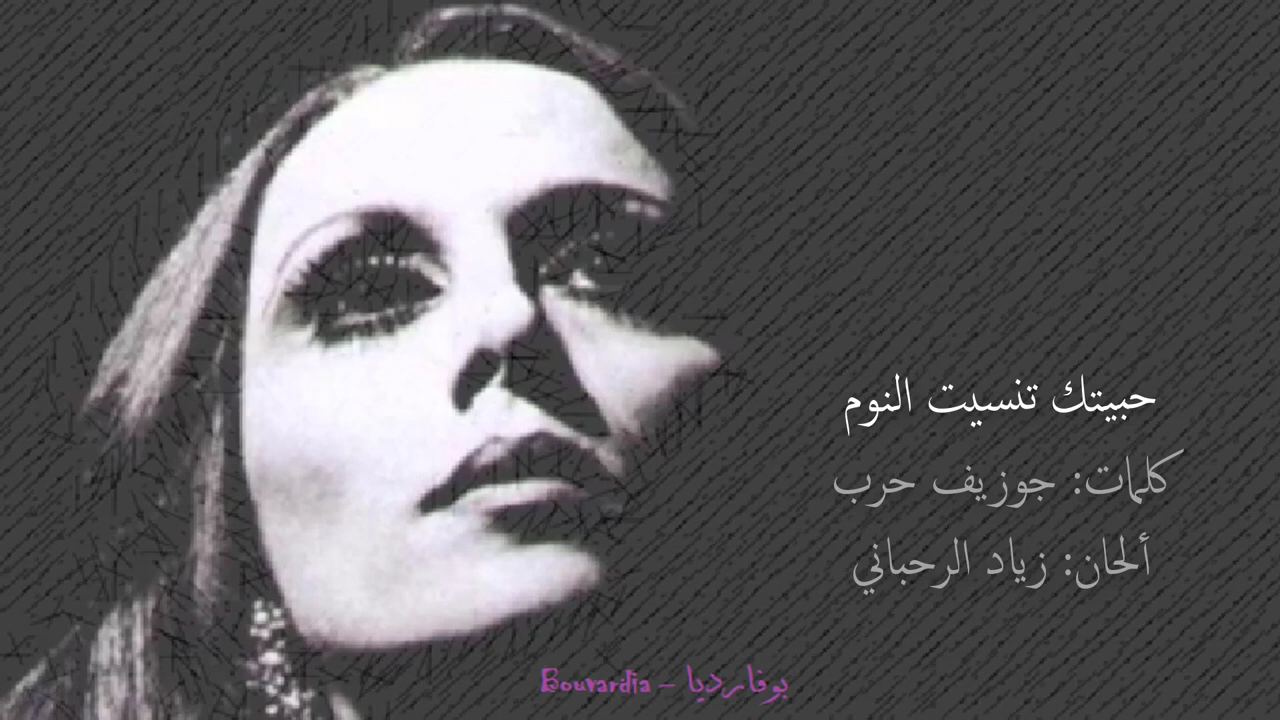 حبيتك تنسيت النوم
كلمات: جوزيف حرب
ألحان: زياد الرحباني
Bouvardia – بوفارديا